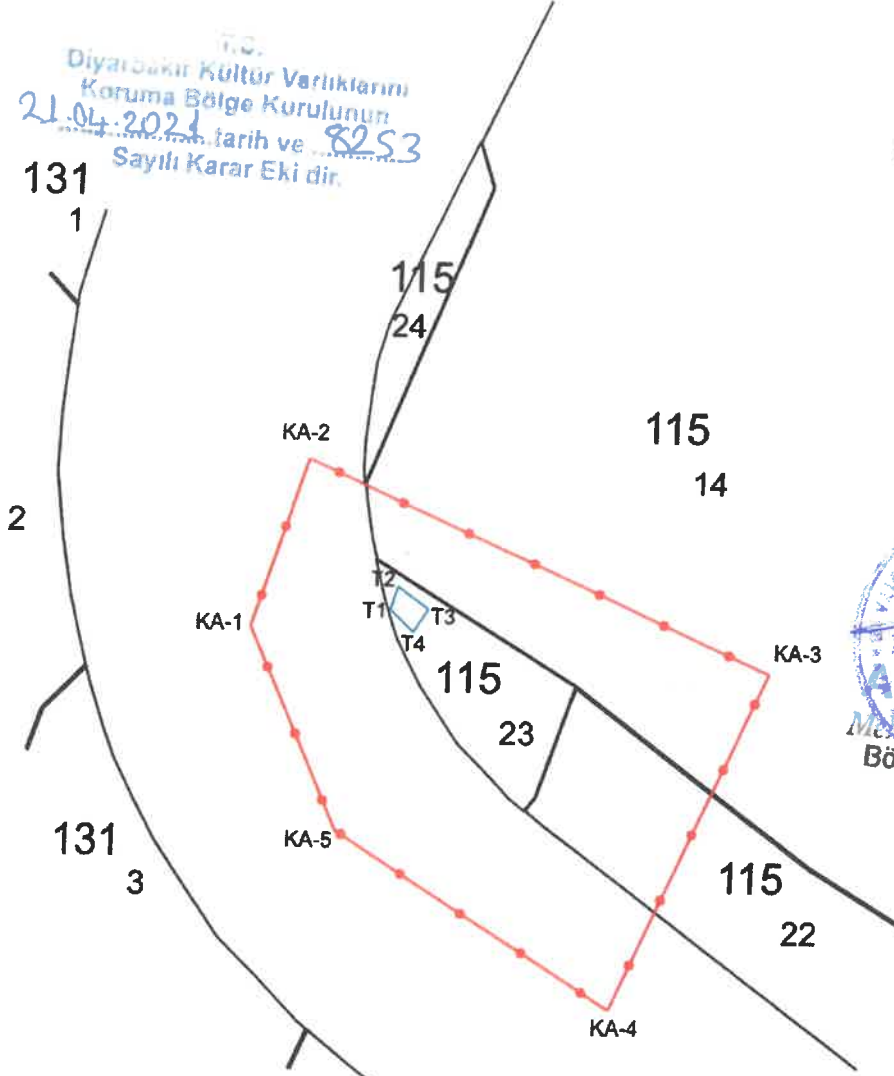 T.C.
Diyarbakır Kültür Varlıklarını
Koruma Bölge Kurulunun
21.04.2021 tarih ve 8253
Sayılı Karar Eki dir.
131
1
115
24
KA-2
115
14
2
T2
KA-1
T1
T3
T4
KA-3
115
23
Bö
131
3
KA-5
115
22
KA-4